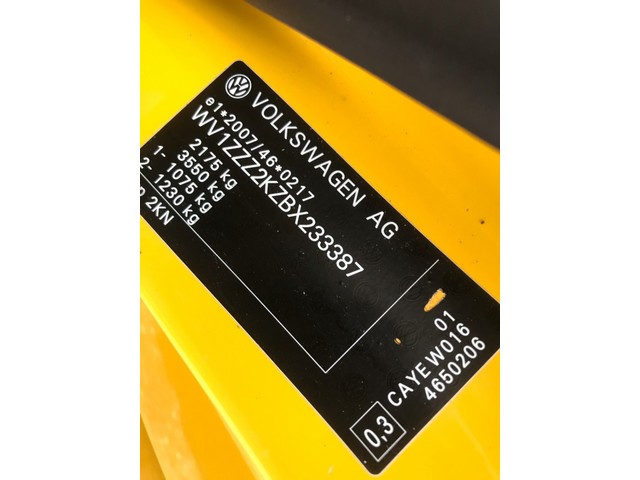 VOLKSWAGEN AG
e1*2007/46*0217
WV1ZZZ2KZBX233387
2175 kg
3550 kg
1- 1075 kg
2- 1230 kg
2KN
01
CAYE W016
4650206
0,3